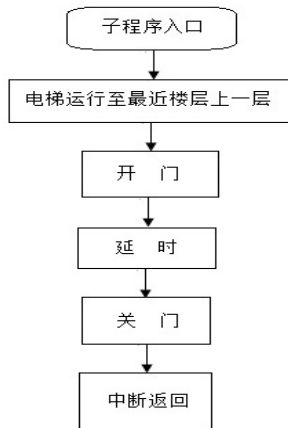 子程序入口
电梯运行至最近楼层上一层
开 门
延 时
关 门
中断返回